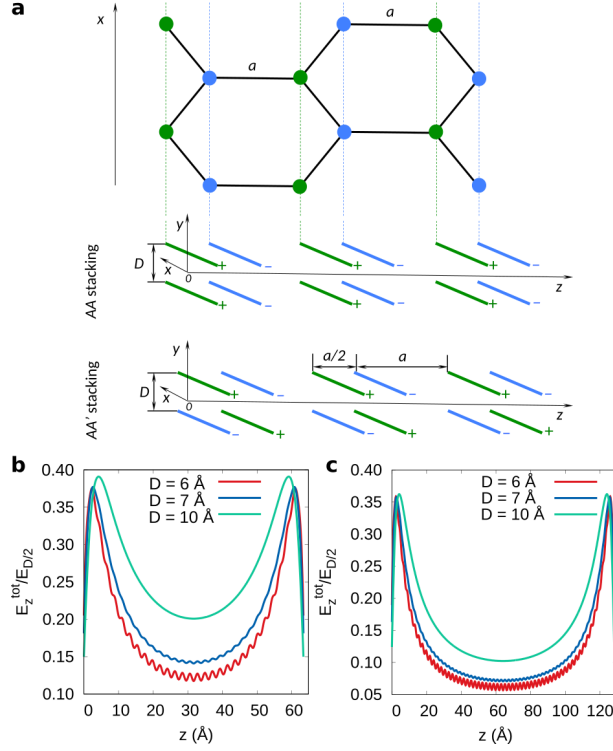 a
x
a
a
AA stacking
D
y
x
0
z
+ − + − + −
+ − + − + −
AA' stacking
D
y
x
0
z
a/2
a
+ − + − + −
− + − + − +
b
E_z^tot/E_D/2
0.40
0.35
0.30
0.25
0.20
0.15
0.10
D = 6 Å
D = 7 Å
D = 10 Å
0 10 20 30 40 50 60
z (Å)
c
E_z^tot/E_D/2
0.40
0.35
0.30
0.25
0.20
0.15
0.10
0.05
D = 6 Å
D = 7 Å
D = 10 Å
0 20 40 60 80 100 120
z (Å)